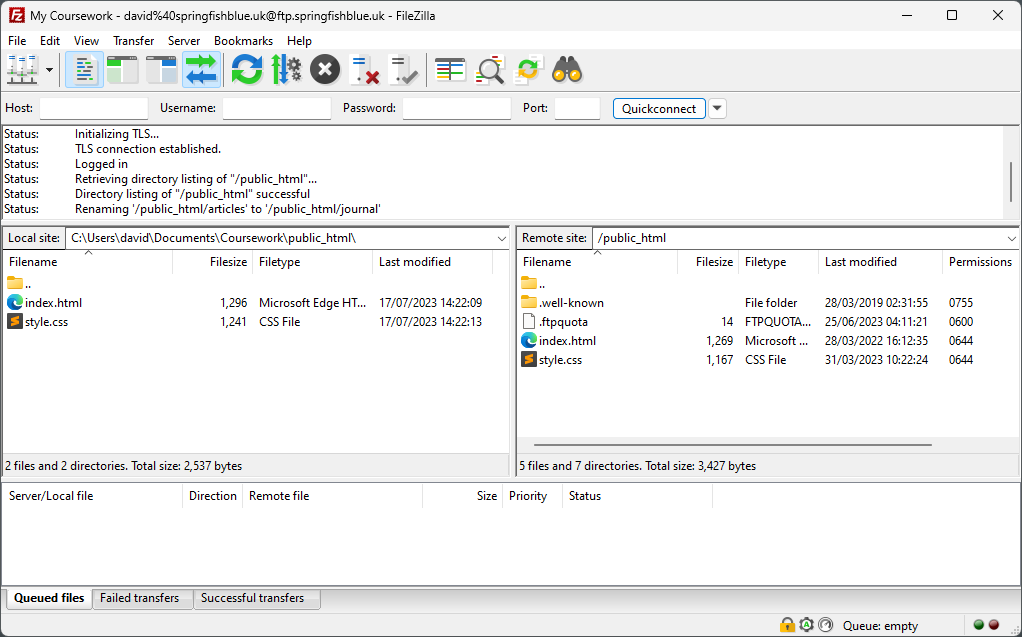 My Coursework - david%40springfishblue.uk@ftp.springfishblue.uk - FileZilla
File Edit View Transfer Server Bookmarks Help
Host: Username: Password: Port: Quickconnect
Status: Initializing TLS...
Status: TLS connection established.
Status: Logged in
Status: Retrieving directory listing of "/public_html"...
Status: Directory listing of "/public_html" successful
Status: Renaming '/public_html/articles' to '/public_html/journal'
Local site: C:\Users\david\Documents\Coursework\public_html\
Filename Filesize Filetype Last modified
..
index.html 1,296 Microsoft Edge HT... 17/07/2023 14:22:09
style.css 1,241 CSS File 17/07/2023 14:22:13
2 files and 2 directories. Total size: 2,537 bytes
Remote site: /public_html
Filename Filesize Filetype Last modified Permissions
..
.well-known File folder 28/03/2019 02:31:55 0755
.ftpquota 14 FTPQUOTA... 25/06/2023 04:11:21 0600
index.html 1,269 Microsoft ... 28/03/2022 16:12:35 0644
style.css 1,167 CSS File 31/03/2023 10:22:24 0644
5 files and 7 directories. Total size: 3,427 bytes
Server/Local file Direction Remote file Size Priority Status
Queued files Failed transfers Successful transfers
Queue: empty